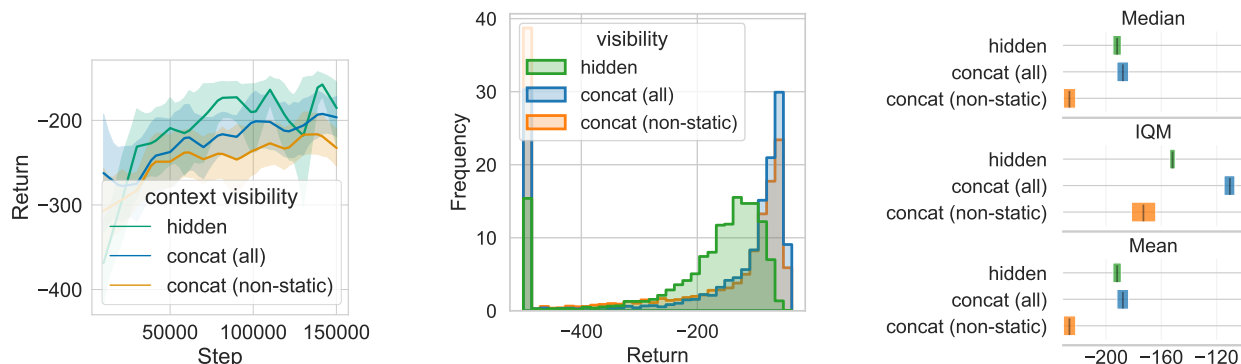 Return
−200
−300
−400
context visibility
hidden
concat (all)
concat (non-static)
50000 100000 150000
Step
Frequency
40
30
20
10
0
visibility
hidden
concat (all)
concat (non-static)
−400 −200
Return
Median
hidden
concat (all)
concat (non-static)
IQM
hidden
concat (all)
concat (non-static)
Mean
hidden
concat (all)
concat (non-static)
−200 −160 −120